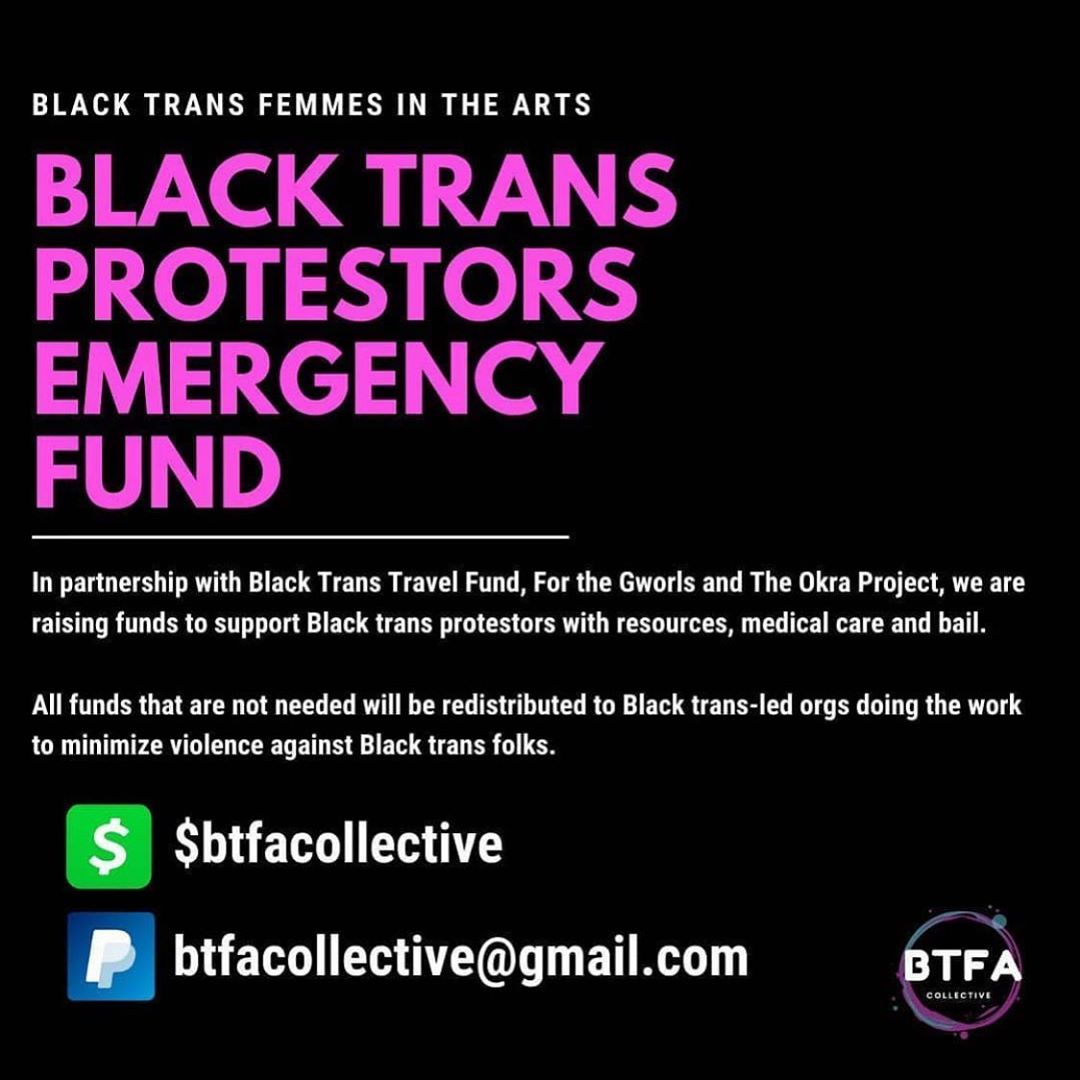 BLACK TRANS FEMMES IN THE ARTS
BLACK TRANS
PROTESTORS
EMERGENCY
FUND
In partnership with Black Trans Travel Fund, For the Gworls and The Okra Project, we are
raising funds to support Black trans protestors with resources, medical care and bail.
All funds that are not needed will be redistributed to Black trans-led orgs doing the work
to minimize violence against Black trans folks.
$ $btfacollective
P btfacollective@gmail.com
BTFA
COLLECTIVE